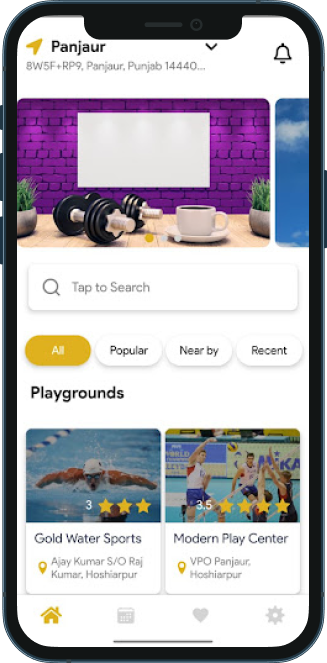 Panjaur
8W5F+RP9, Panjaur, Punjab 14440...
Tap to Search
All
Popular
Near by
Recent
Playgrounds
3
3.5
Gold Water Sports
Modern Play Center
Ajay Kumar S/O Raj
Kumar, Hoshiarpur
VPO Panjaur,
Hoshiarpur